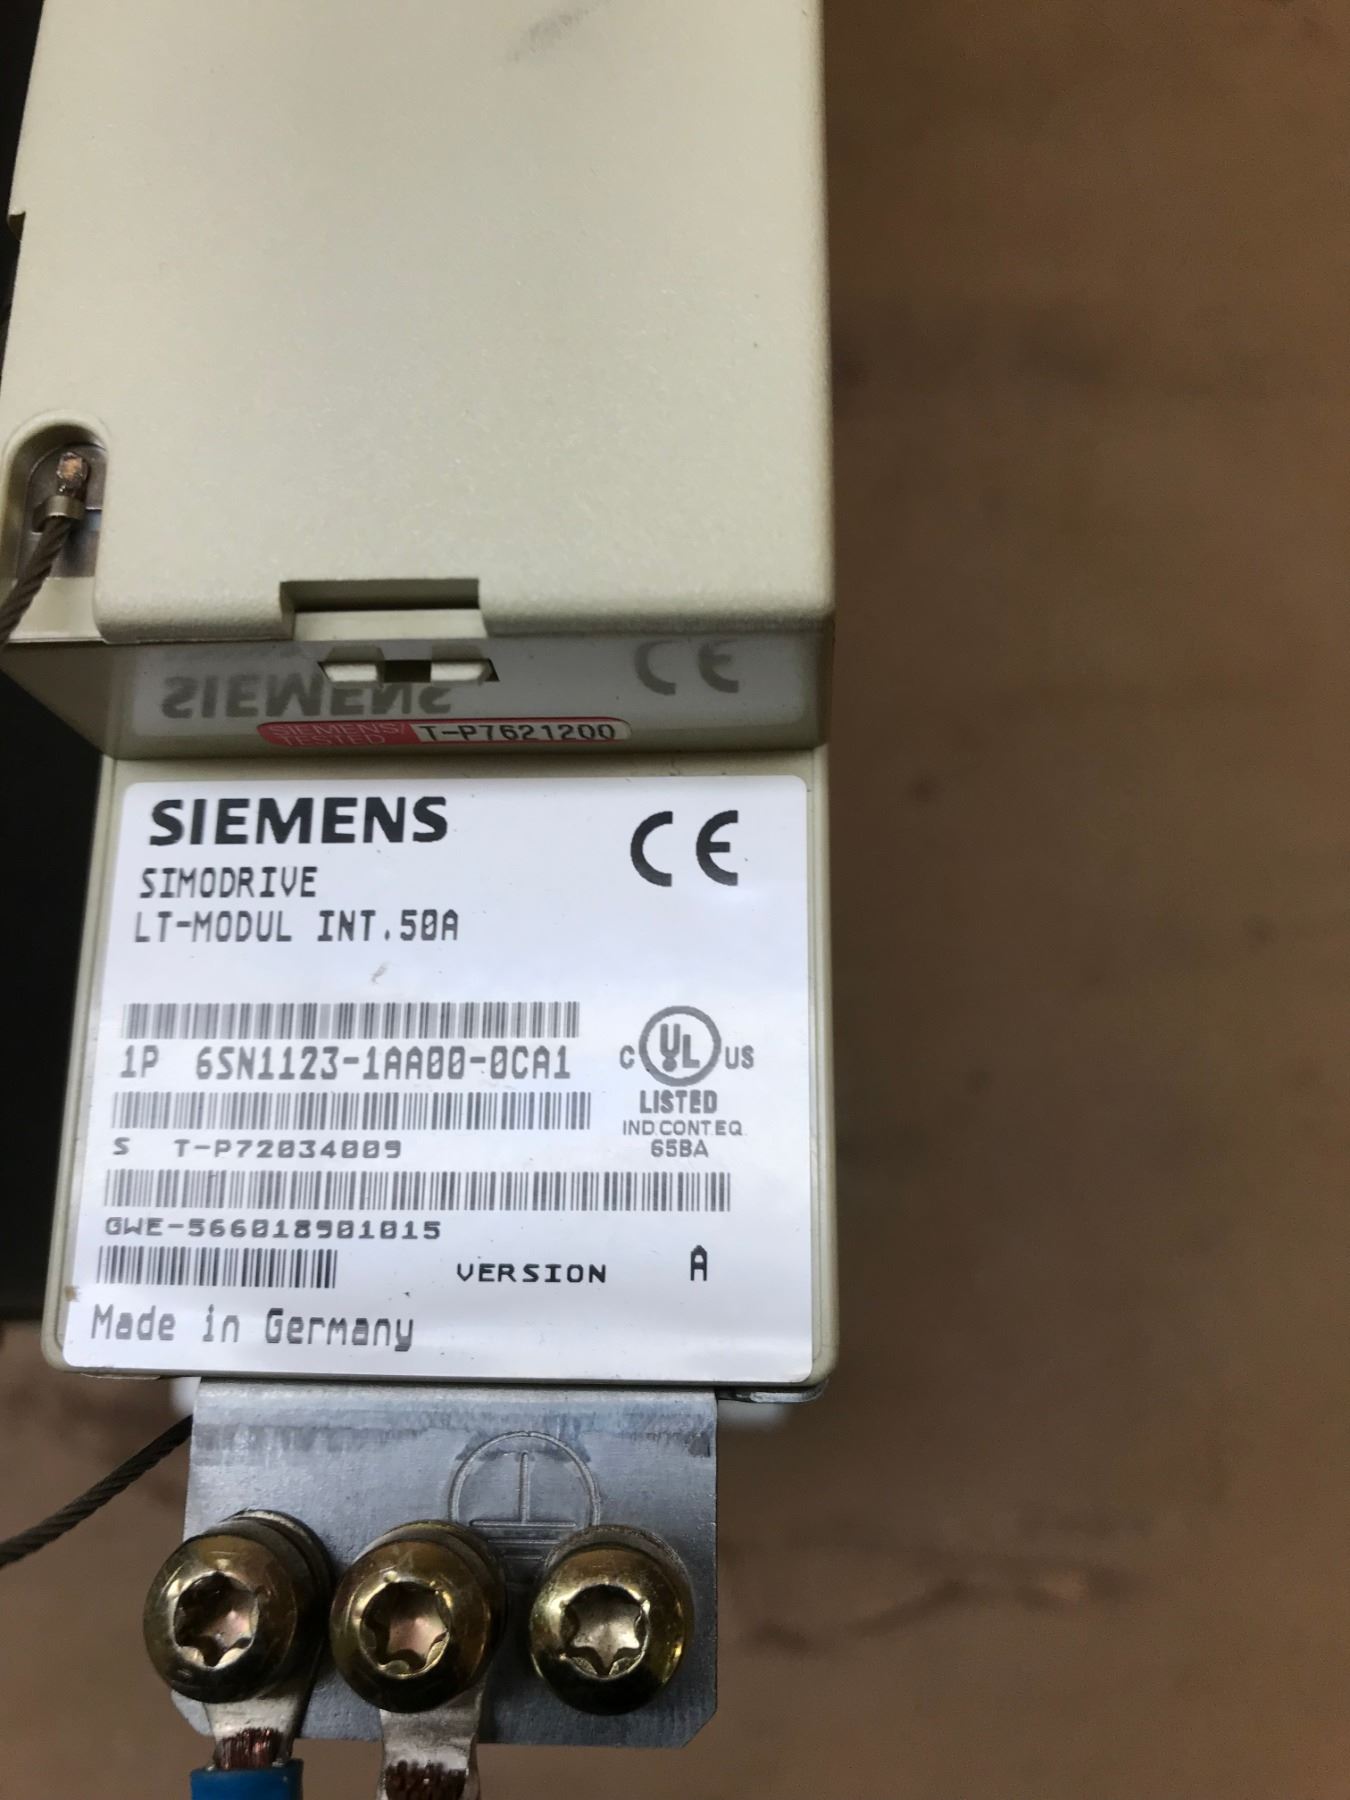 SIEMENS
CE
SIEMENS/
TESTED
T-P7621200
SIEMENS
CE
SIMODRIVE
LT-MODUL INT.50A
1P 6SN1123-1AA00-0CA1
C UL US
LISTED
IND.CONT.EQ.
65BA
S T-P72034009
GWE-566018901015
VERSION A
Made in Germany